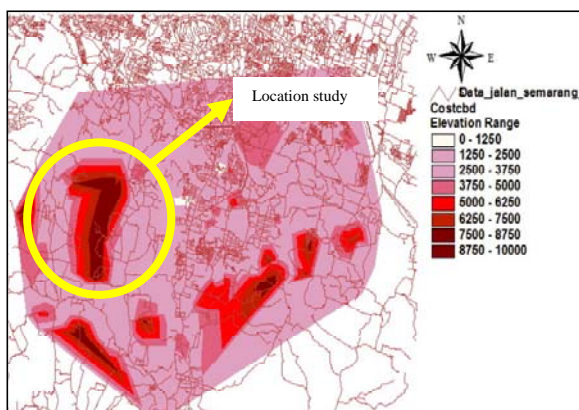 Location study
N
W E
S
Data_jalan_semarang
Costcbd
Elevation Range
0 - 1250
1250 - 2500
2500 - 3750
3750 - 5000
5000 - 6250
6250 - 7500
7500 - 8750
8750 - 10000